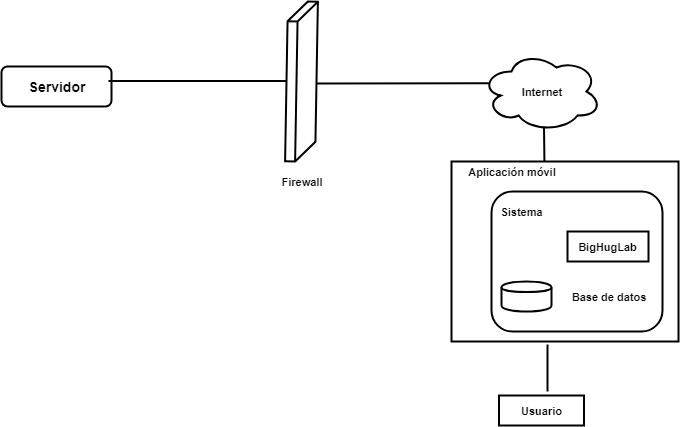 Servidor
Firewall
Internet
Aplicación móvil
Sistema
BigHugLab
Base de datos
Usuario